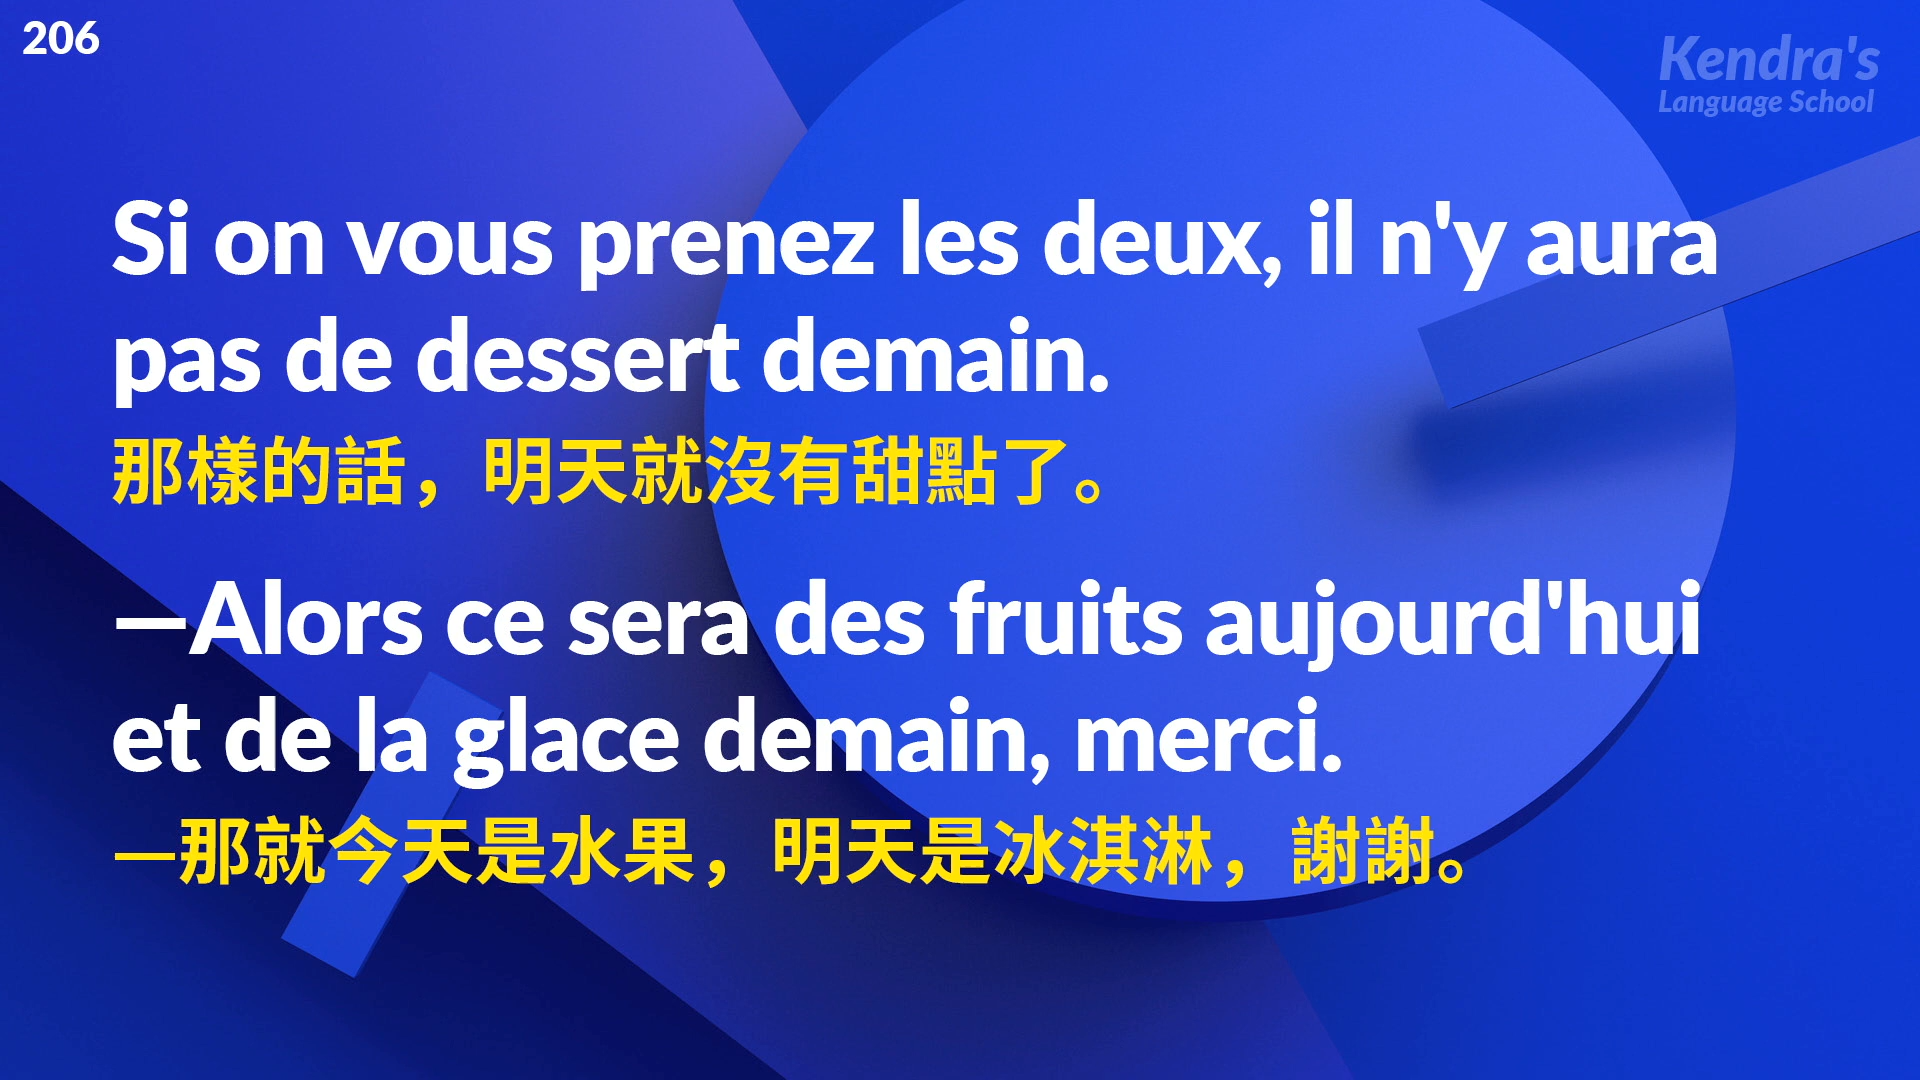 206
Kendra's
Language School
Si on vous prenez les deux, il n'y aura
pas de dessert demain.
那樣的話，明天就沒有甜點了。
—Alors ce sera des fruits aujourd'hui
et de la glace demain, merci.
—那就今天是水果，明天是冰淇淋，謝謝。